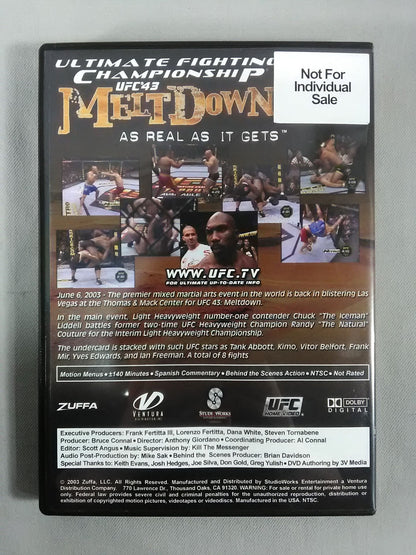 ULTIMATE FIGHTING
CHAMPIONSHIP
UFC 43
MELTDOWN
AS REAL AS IT GETS™
Not For
Individual
Sale
WWW.UFC.TV
FOR ULTIMATE UP-TO-DATE INFO
June 6, 2003 - The premier mixed martial arts event in the world is back in blistering Las
Vegas at the Thomas & Mack Center for UFC 43: Meltdown.
In the main event, Light Heavyweight number-one contender Chuck "The Iceman"
Liddell battles Former two-time UFC Heavyweight Champion Randy "The Natural"
Couture for the Interim Light Heavyweight Championship.
The undercard is stacked with such UFC stars as Tank Abbott, Kimo, Vitor Belfort, Frank
Mir, Yves Edwards, and Ian Freeman. A total of 8 fights
Motion Menus • ±140 Minutes • Spanish Commentary • Behind the Scenes Action • NTSC • Not Rated
ZUFFA
VENTURA
DISTRIBUTION, INC.
STUDIO WORKS
ENTERTAINMENT
UFC
HOME VIDEO
DOLBY
DIGITAL
Executive Producers: Frank Fertitta III, Lorenzo Fertitta, Dana White, Steven Tornabene
Producer: Bruce Connal • Director: Anthony Giordano • Coordinating Producer: Al Connal
Editor: Scott Angus • Music Supervision by: Kill The Messenger
Audio Post-Production by: Mike Sak • Behind the Scenes Producer: Brian Davidson
Special Thanks to: Keith Evans, Josh Hedges, Joe Silva, Don Gold, Greg Yulish • DVD Authoring by 3V Media
© 2003 Zuffa, LLC. All Rights Reserved. Manufactured and Distributed by StudioWorks Entertainment a Ventura
Distribution Company. 770 Lawrence Dr., Thousand Oaks, CA 91320. WARNING: For sale or rental for private home use
only. Federal law provides severe civil and criminal penalties for the unauthorized reproduction, distribution or
exhibition of copyrighted motion pictures, videotapes or videodiscs. Manufactured in USA. NTSC.